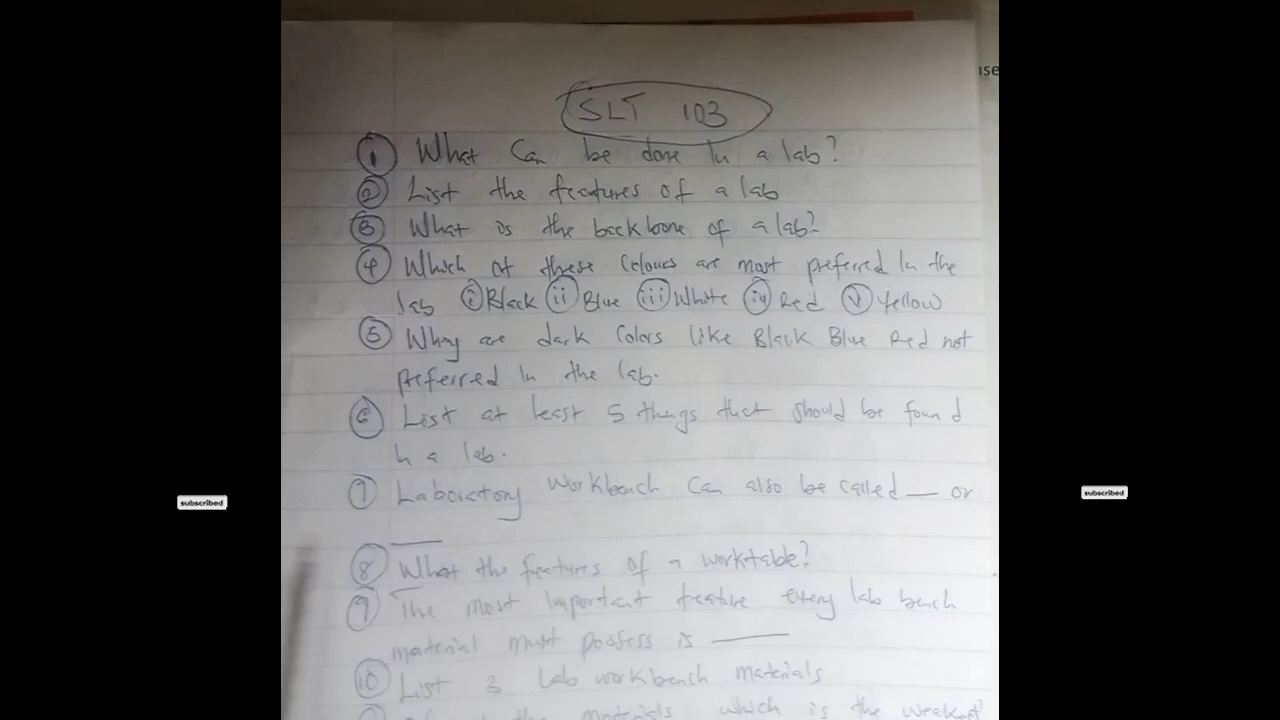 SLT 103
① What Can be done In a lab?
② List the features of a lab
③ What is the backbone of a lab?
④ Which of these Colours are most preferred In the
lab ⓘ Black ⓘⓘ Blue ⓘⓘⓘ White ⓘⓥ Red ⓥ Yellow
⑤ Why are dark Colors like Black Blue Red not
preferred In the lab.
⑥ List at least 5 things that should be found
In a lab.
⑦ Laboratory Workbench Can also be called __ or
__
⑧ What the features of a worktable?
⑨ The most Important feature every lab bench
material must possess is ____
⑩ List 3 Lab workbench materials
the materials which is the weakest
subscribed
subscribed